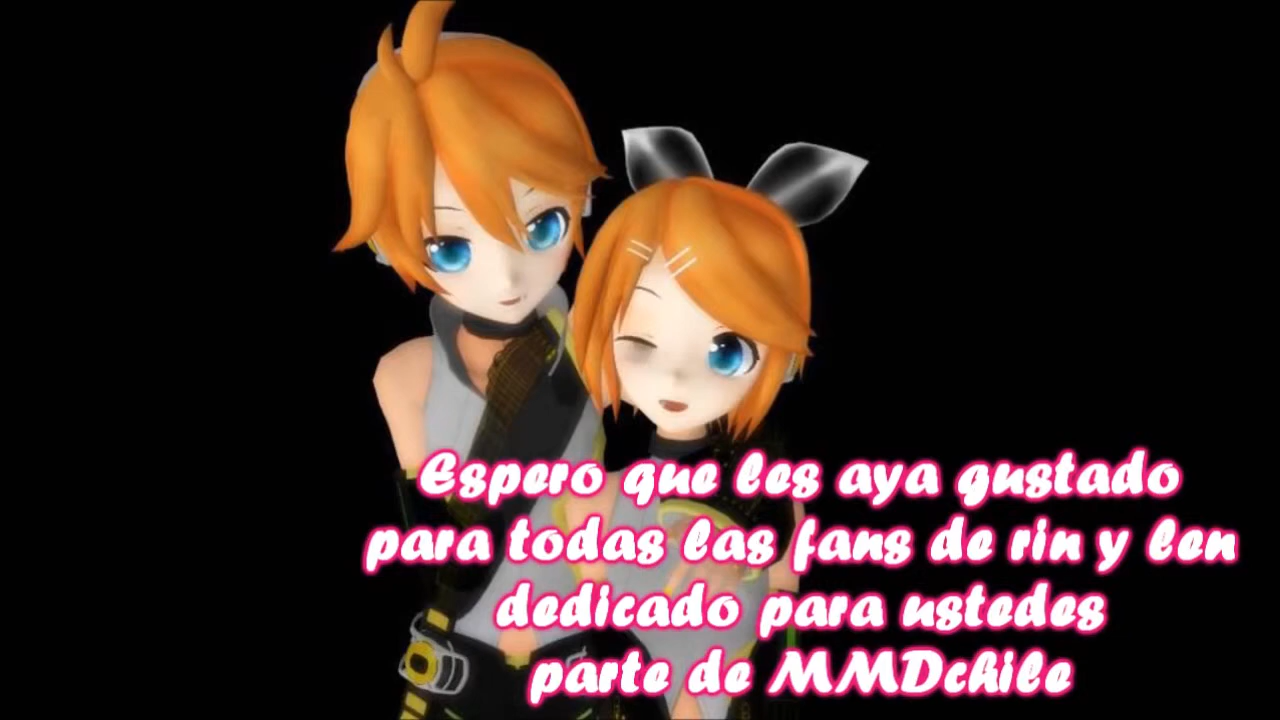 Espero que les aya gustado
para todas las fans de rin y len
dedicado para ustedes
parte de MMDchile